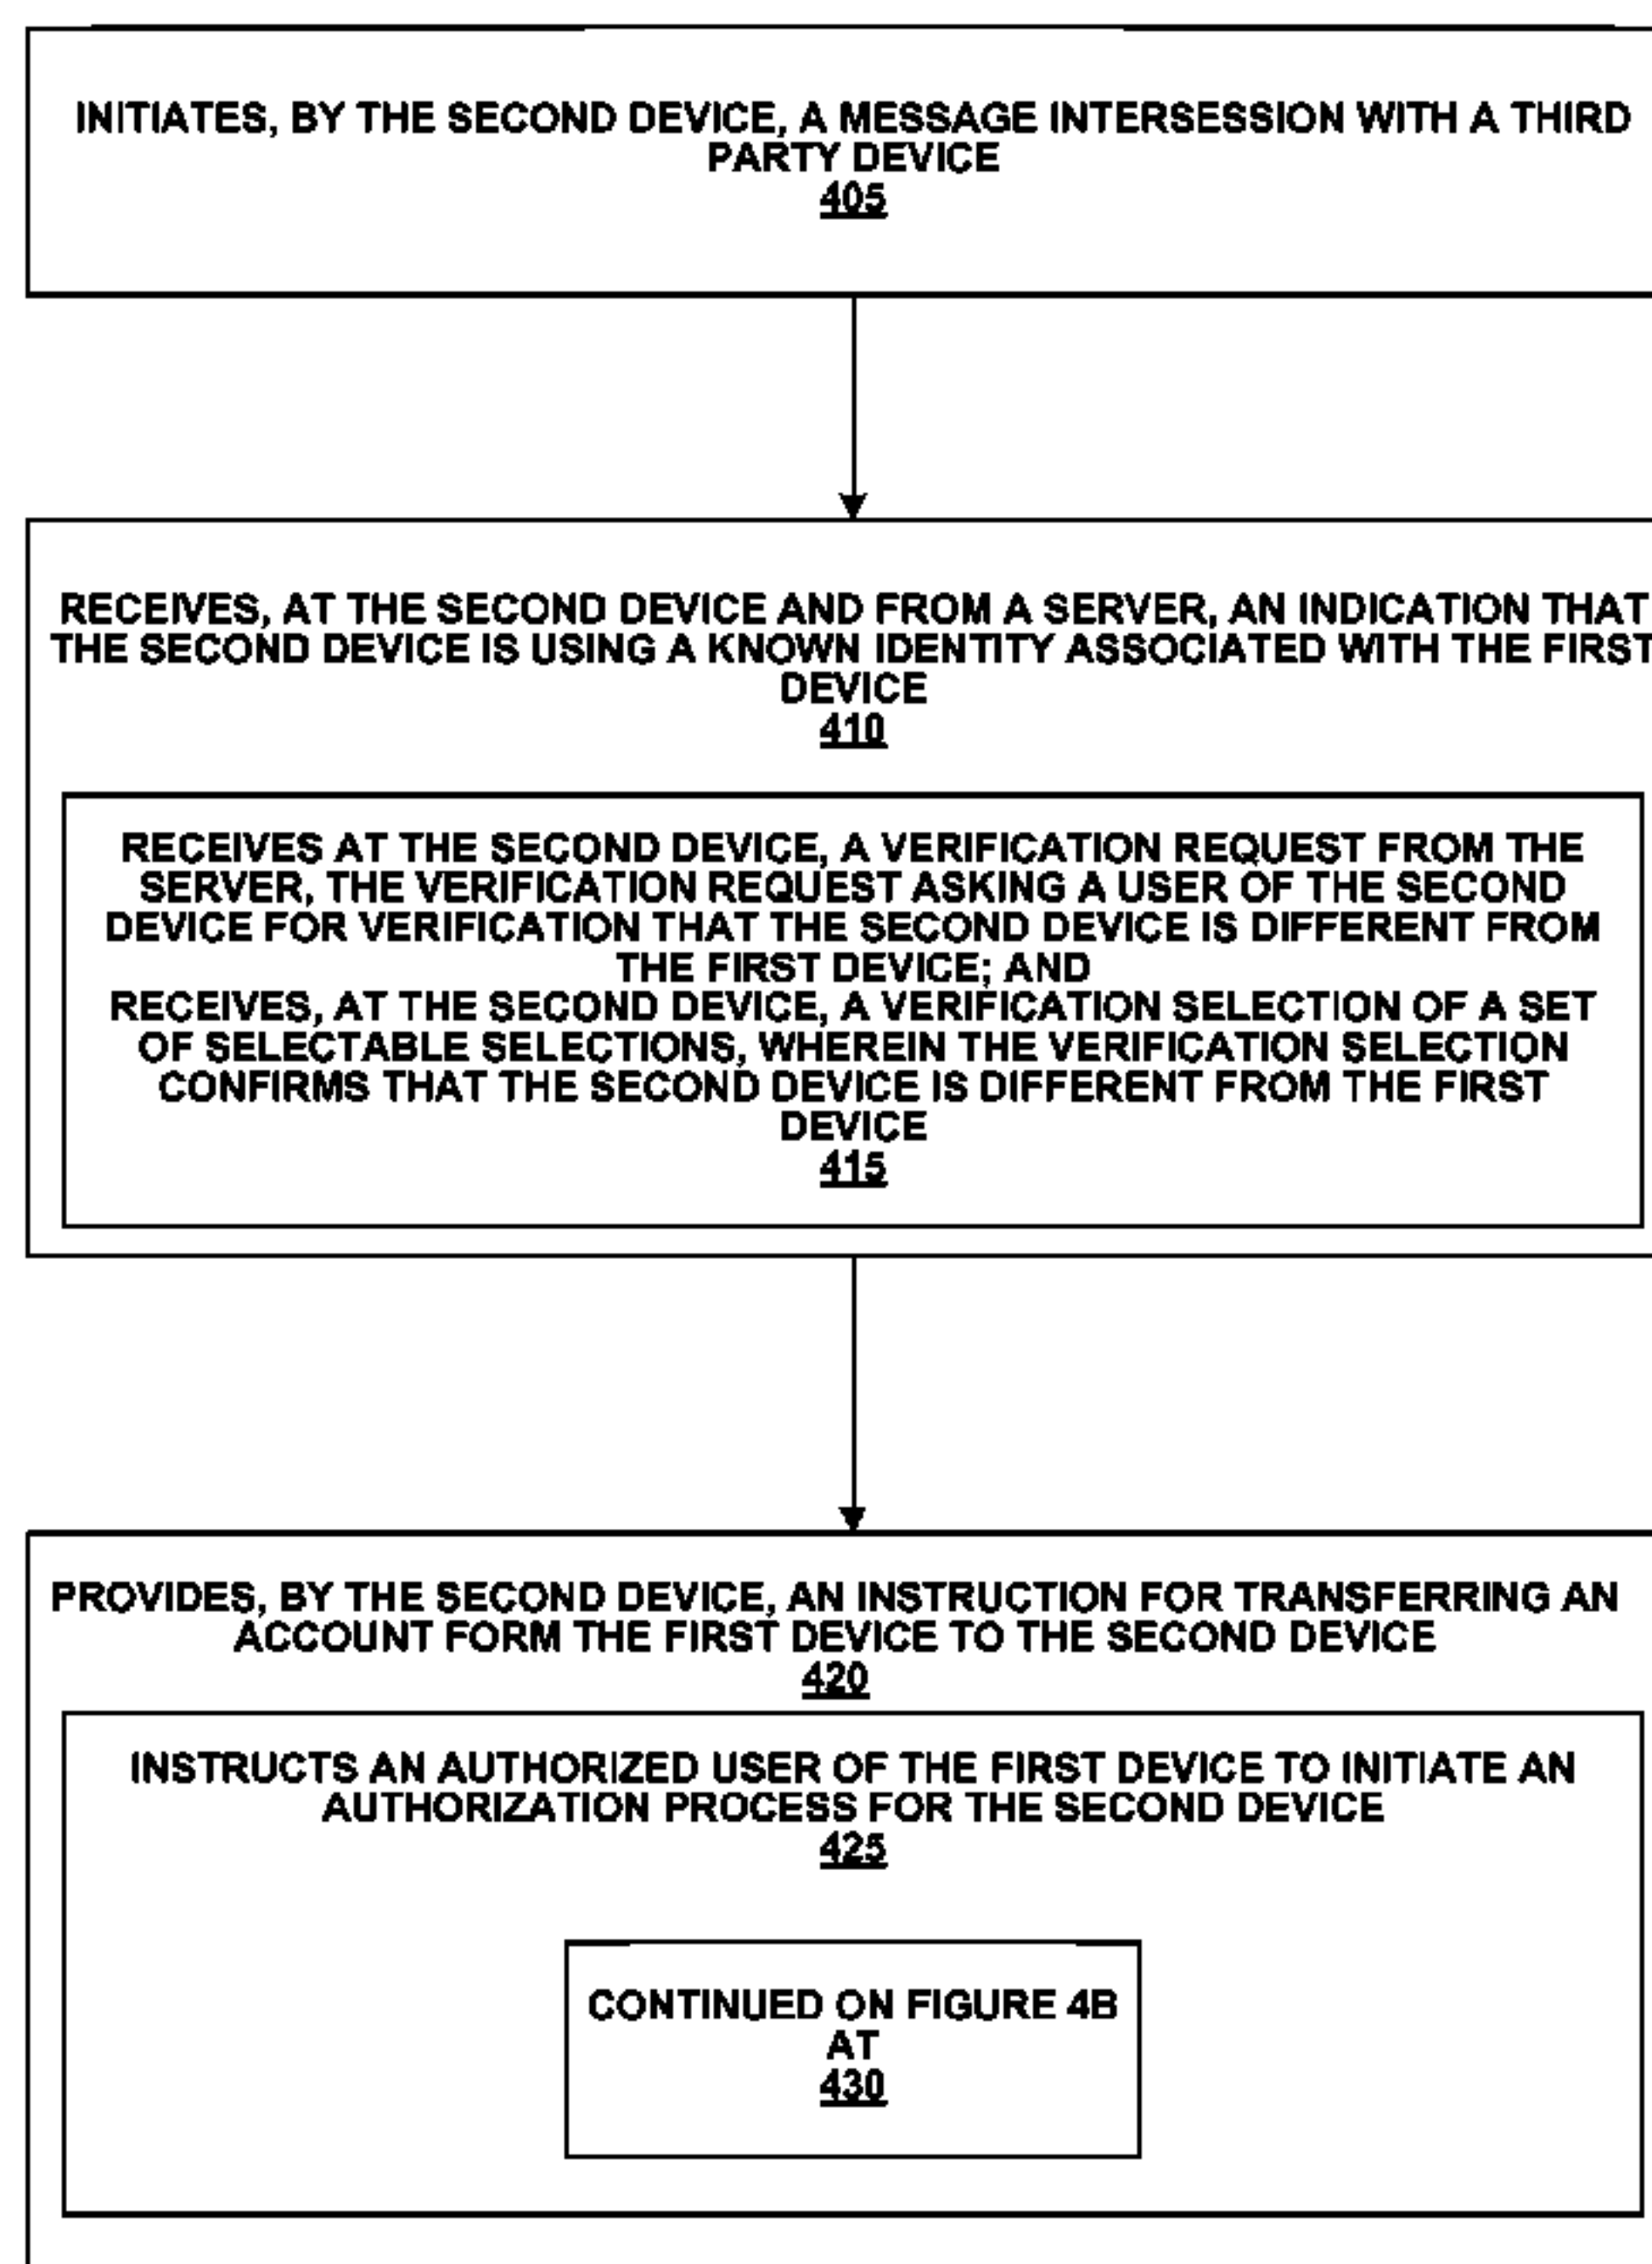 INITIATES, BY THE SECOND DEVICE, A MESSAGE INTERSESSION WITH A THIRD
PARTY DEVICE
405
RECEIVES, AT THE SECOND DEVICE AND FROM A SERVER, AN INDICATION THAT
THE SECOND DEVICE IS USING A KNOWN IDENTITY ASSOCIATED WITH THE FIRST
DEVICE
410
RECEIVES AT THE SECOND DEVICE, A VERIFICATION REQUEST FROM THE
SERVER, THE VERIFICATION REQUEST ASKING A USER OF THE SECOND
DEVICE FOR VERIFICATION THAT THE SECOND DEVICE IS DIFFERENT FROM
THE FIRST DEVICE; AND
RECEIVES, AT THE SECOND DEVICE, A VERIFICATION SELECTION OF A SET
OF SELECTABLE SELECTIONS, WHEREIN THE VERIFICATION SELECTION
CONFIRMS THAT THE SECOND DEVICE IS DIFFERENT FROM THE FIRST
DEVICE
415
PROVIDES, BY THE SECOND DEVICE, AN INSTRUCTION FOR TRANSFERRING AN
ACCOUNT FORM THE FIRST DEVICE TO THE SECOND DEVICE
420
INSTRUCTS AN AUTHORIZED USER OF THE FIRST DEVICE TO INITIATE AN
AUTHORIZATION PROCESS FOR THE SECOND DEVICE
425
CONTINUED ON FIGURE 4B
AT
430